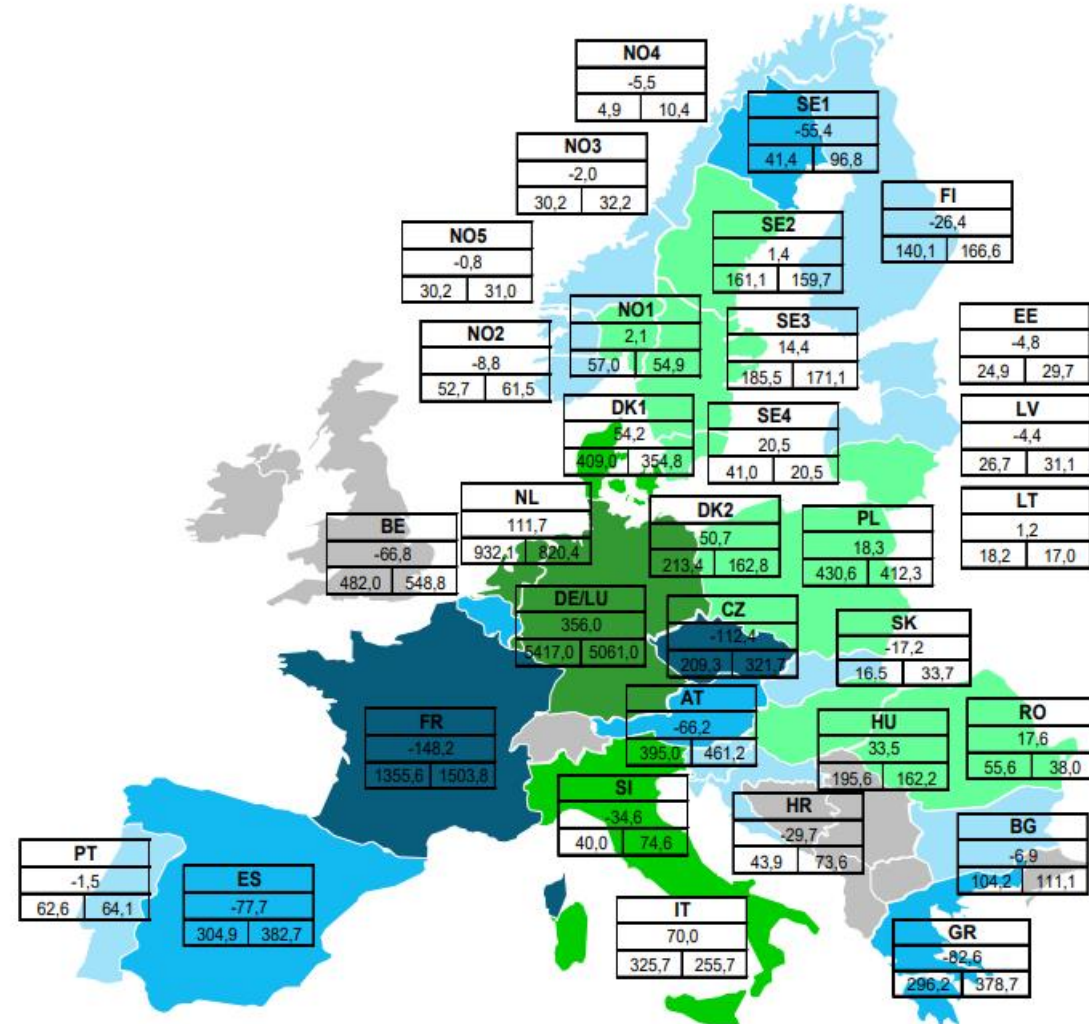 NO4
-5,5
4,9 10,4
SE1
-55,4
41,4 96,8
NO3
-2,0
30,2 32,2
FI
-26,4
140,1 166,6
SE2
1,4
161,1 159,7
NO5
-0,8
30,2 31,0
NO1
2,1
57,0 54,9
SE3
14,4
185,5 171,1
EE
-4,8
24,9 29,7
NO2
-8,8
52,7 61,5
DK1
54,2
409,0 354,8
SE4
20,5
41,0 20,5
LV
-4,4
26,7 31,1
NL
111,7
932,1 820,4
DK2
50,7
213,4 162,8
PL
18,3
430,6 412,3
LT
1,2
18,2 17,0
BE
-66,8
482,0 548,8
DE/LU
356,0
5417,0 5061,0
CZ
-112,4
209,3 321,7
SK
-17,2
16,5 33,7
AT
-66,2
395,0 461,2
FR
-148,2
1355,6 1503,8
HU
33,5
195,6 162,2
RO
17,6
55,6 38,0
SI
-34,6
40,0 74,6
HR
-29,7
43,9 73,6
BG
-6,9
104,2 111,1
PT
-1,5
62,6 64,1
ES
-77,7
304,9 382,7
IT
70,0
325,7 255,7
GR
-82,6
296,2 378,7